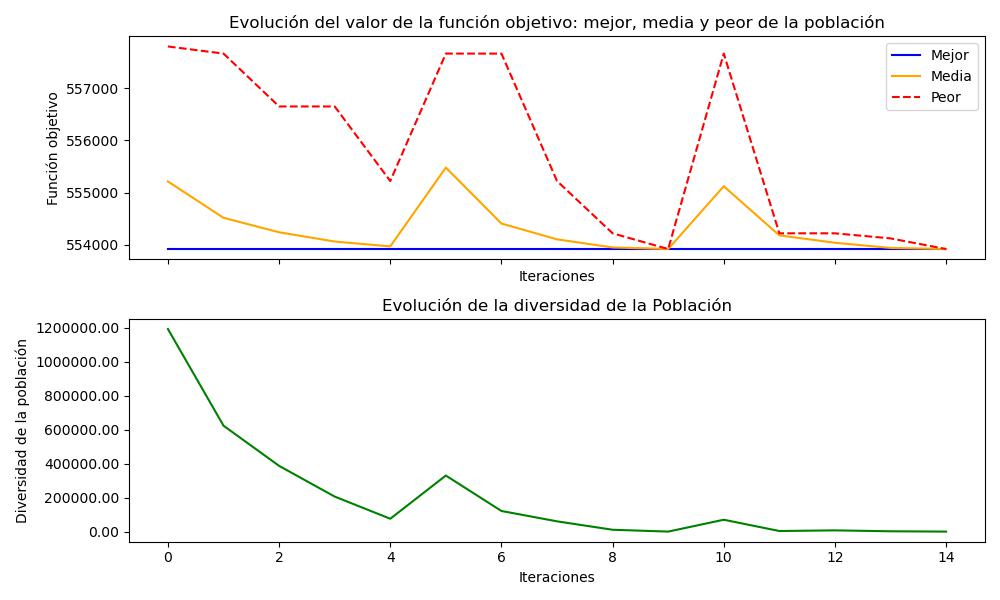 Evolución del valor de la función objetivo: mejor, media y peor de la población
Función objetivo
557000
556000
555000
554000
Mejor
Media
Peor
Iteraciones
Evolución de la diversidad de la Población
Diversidad de la población
1200000.00
1000000.00
800000.00
600000.00
400000.00
200000.00
0.00
0 2 4 6 8 10 12 14
Iteraciones